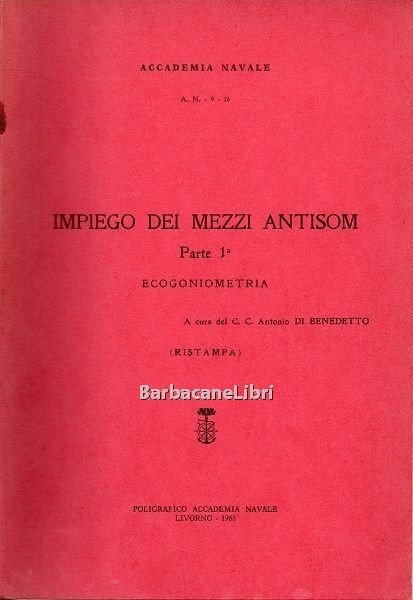 ACCADEMIA NAVALE
A. N. - 9 - 76
IMPIEGO DEI MEZZI ANTISOM
Parte 1ª
ECOGONIOMETRIA
A cura del C. C. Antonio DI BENEDETTO
(RISTAMPA)
BarbacaneLibri
POLIGRAFICO ACCADEMIA NAVALE
LIVORNO - 1968